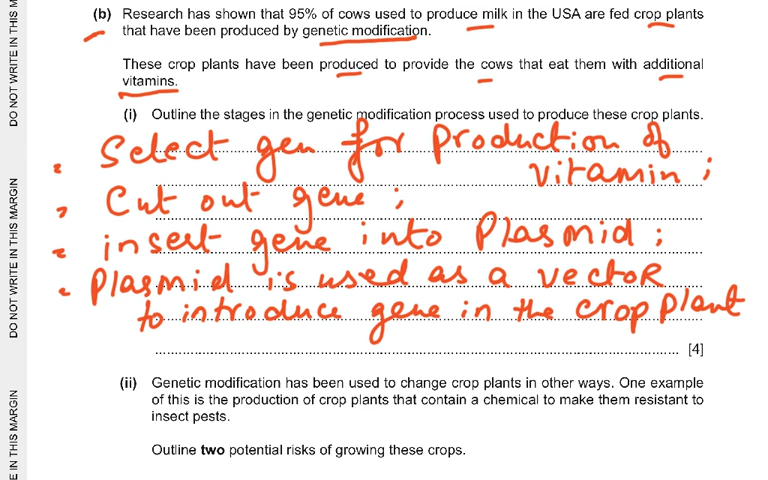 DO NOT WRITE IN THIS M
DO NOT WRITE IN THIS MARGIN
E IN THIS MARGIN
(b) Research has shown that 95% of cows used to produce milk in the USA are fed crop plants
that have been produced by genetic modification.
These crop plants have been produced to provide the cows that eat them with additional
vitamins.
(i) Outline the stages in the genetic modification process used to produce these crop plants.
Select gen for production of
vitamin ;
Cut out gene ;
insert gene into Plasmid ;
Plasmid is used as a vector
to introduce gene in the crop plant
[4]
(ii) Genetic modification has been used to change crop plants in other ways. One example
of this is the production of crop plants that contain a chemical to make them resistant to
insect pests.
Outline two potential risks of growing these crops.